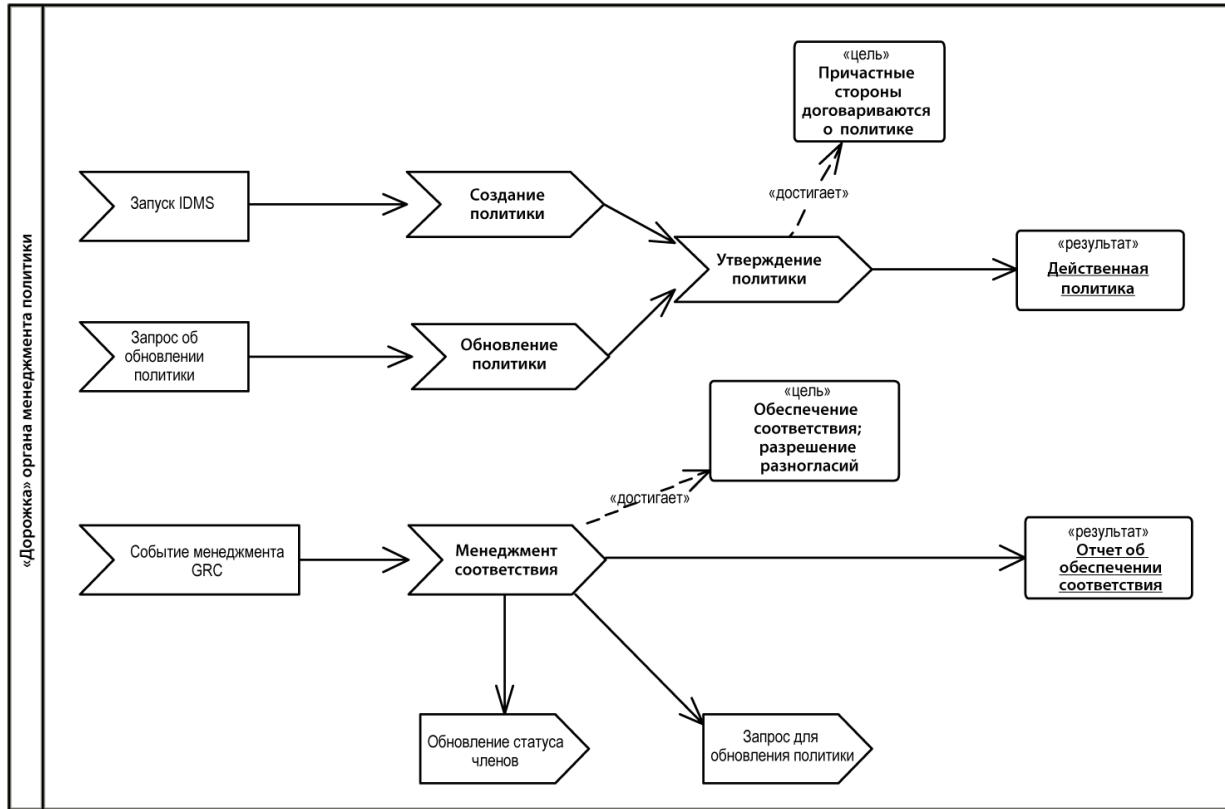 «Дорожка» органа менеджмента политики
«цель»
Причастные
стороны
договариваются
о политике
«достигает»
Запуск IDMS
Создание
политики
Утверждение
политики
«результат»
Действенная
политика
Запрос об
обновлении
политики
Обновление
политики
«цель»
Обеспечение
соответствия;
разрешение
разногласий
«достигает»
Событие менеджмента
GRC
Менеджмент
соответствия
«результат»
Отчет об
обеспечении
соответствия
Обновление статуса
членов
Запрос для
обновления политики